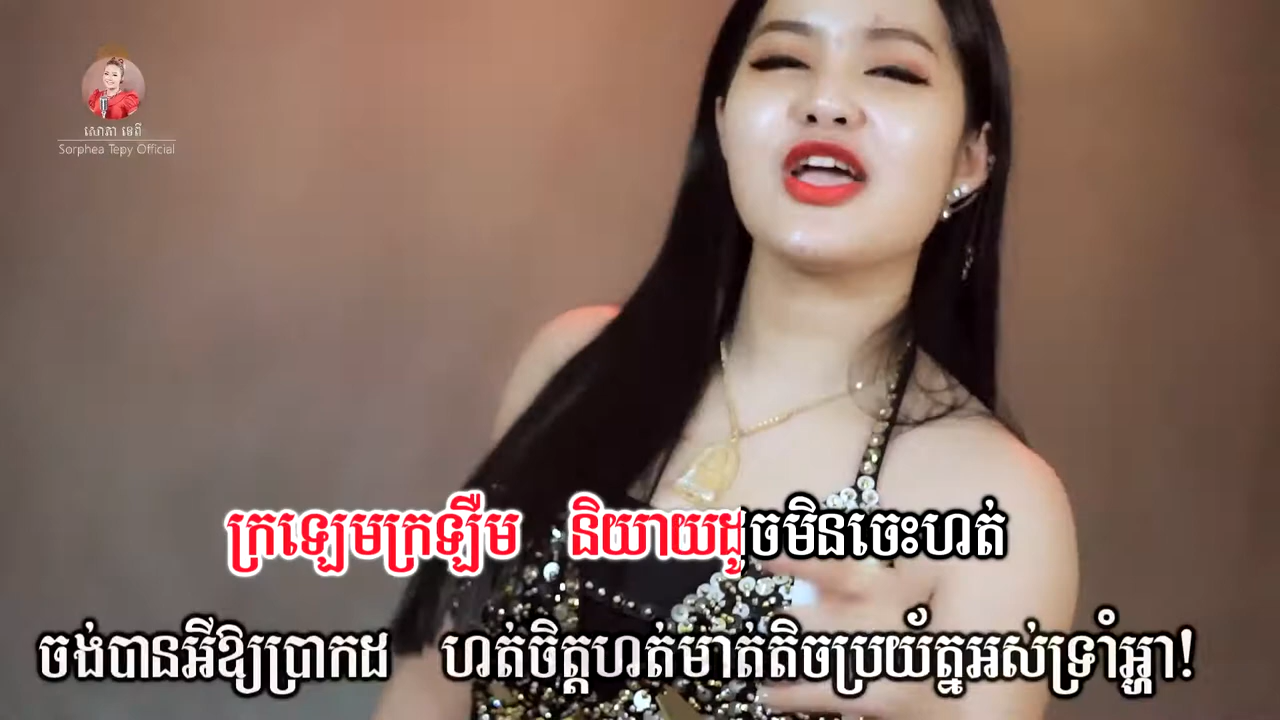 សោភា ទេពី
Sorphea Tepy Official
ក្រឡេមក្រឡឺម និយាយដូចមិនចេះហត់
ចង់បានអីឱ្យប្រាកដ ហត់ចិត្តហត់មាត់តិចប្រយ័ត្នអស់ទ្រាំអ្ហា!